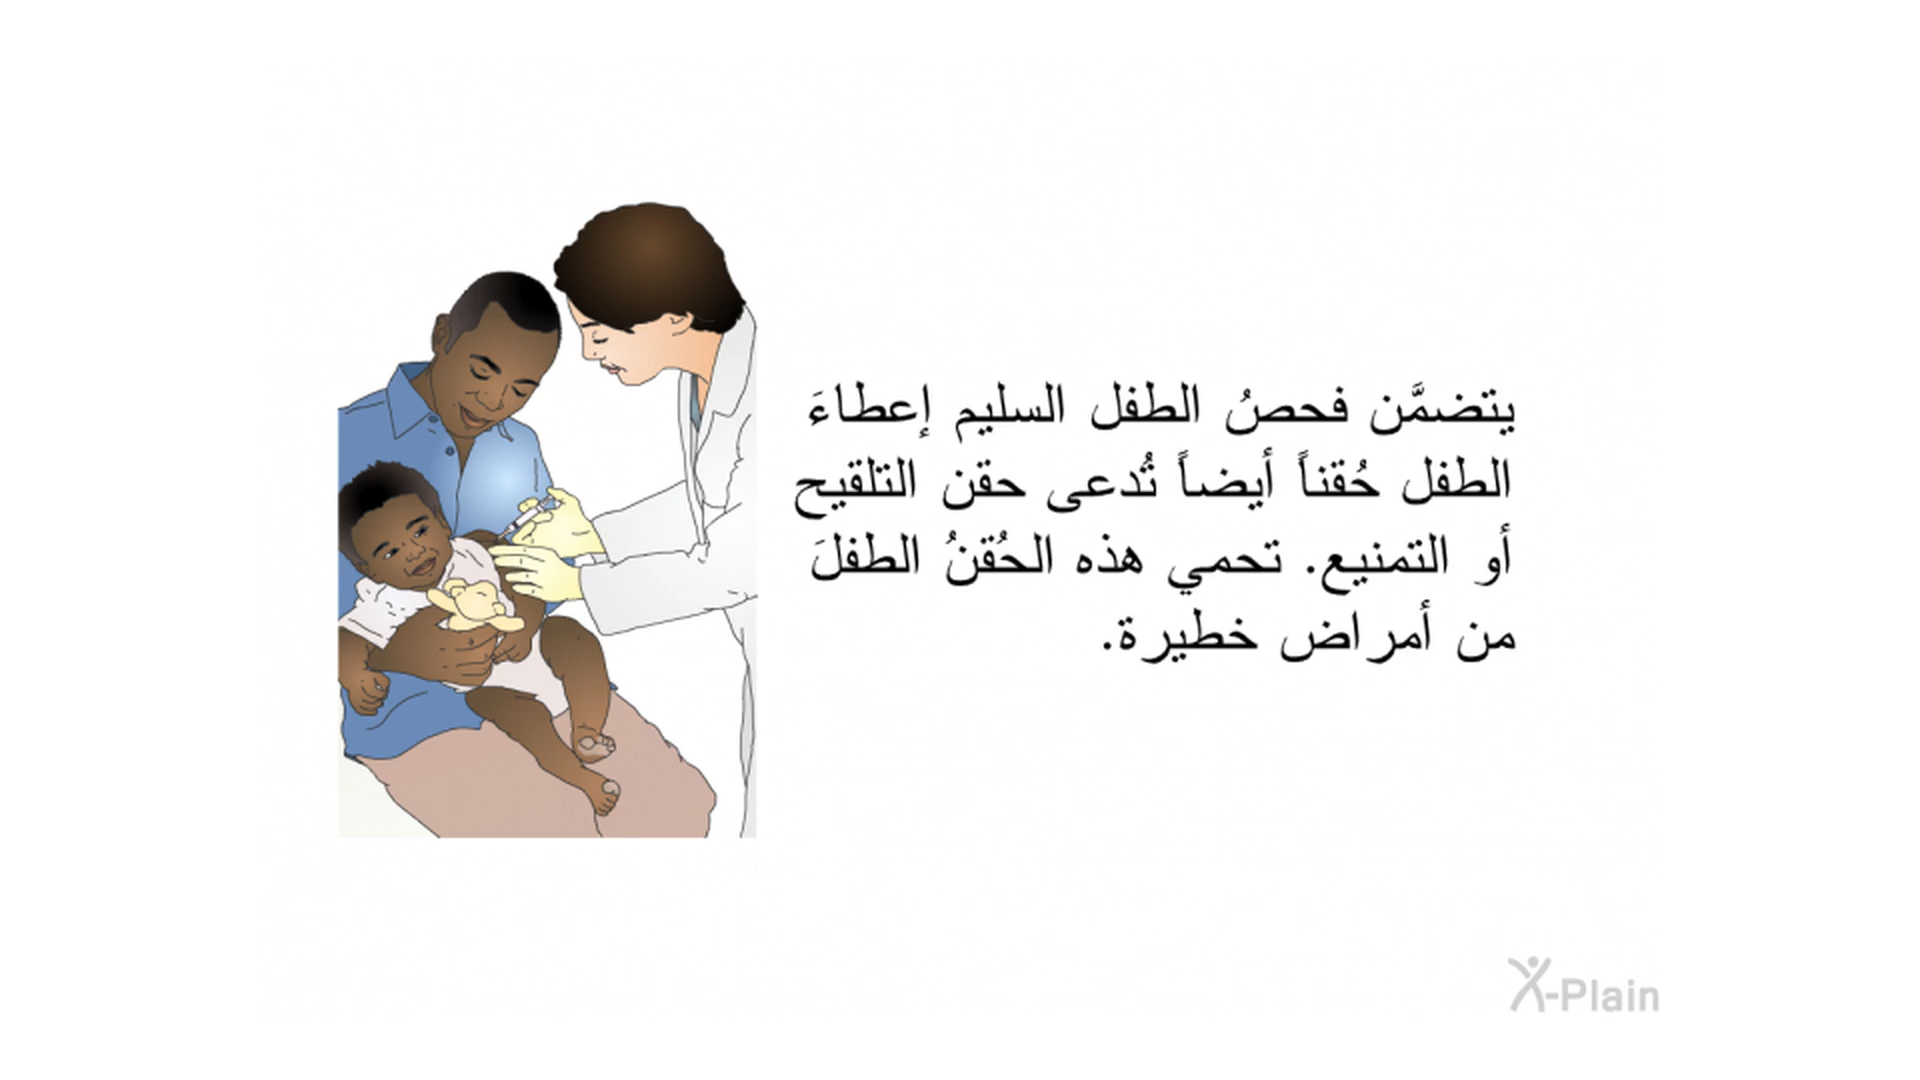 يتضمَّن فحصُ الطفل السليم إعطاءَ
الطفل حُقناً أيضاً تُدعى حقن التلقيح
أو التمنيع. تحمي هذه الحُقنُ الطفلَ
من أمراض خطيرة.
X-Plain